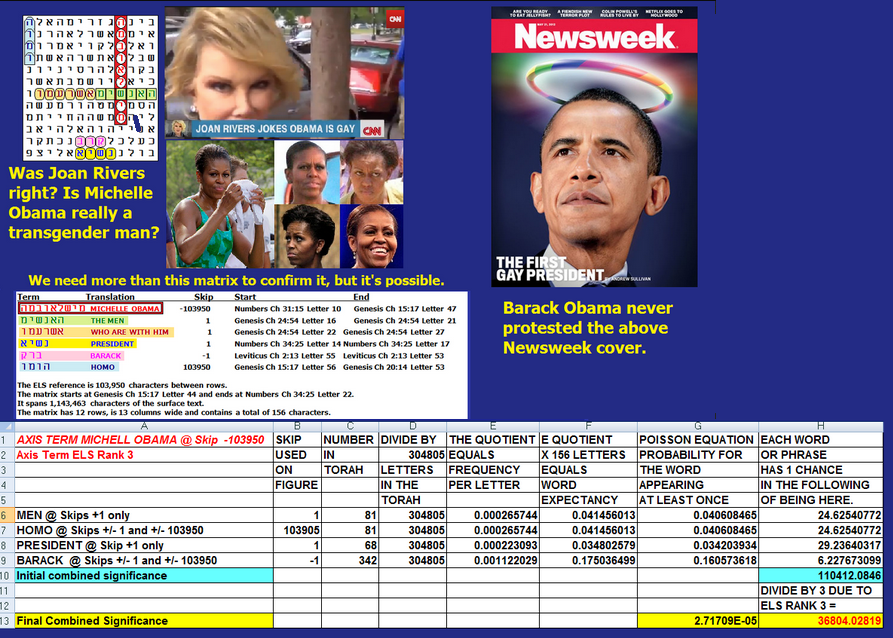 בינהגזרימהאלה
האנשימאשרעמוו
בולננשיאאליצפ
CNN
JOAN RIVERS JOKES OBAMA IS GAY CNN
ARE YOU READY TO EAT JELLYFISH?
A FIENDISH NEW TERROR PLOT
COLIN POWELL'S RULES TO LIVE BY
NETFLIX GOES TO HOLLYWOOD
Newsweek
THE FIRST
GAY PRESIDENT
BY ANDREW SULLIVAN
Was Joan Rivers
right? Is Michelle
Obama really a
transgender man?
We need more than this matrix to confirm it, but it's possible.
Barack Obama never
protested the above
Newsweek cover.
Term Translation Skip Start End
מישלאובמה MICHELLE OBAMA -103950 Numbers Ch 31:15 Letter 10 Genesis Ch 15:17 Letter 47
האנשימ THE MEN 1 Genesis Ch 24:54 Letter 16 Genesis Ch 24:54 Letter 21
אשרעמו WHO ARE WITH HIM 1 Genesis Ch 24:54 Letter 22 Genesis Ch 24:54 Letter 27
נשיא PRESIDENT 1 Numbers Ch 34:25 Letter 14 Numbers Ch 34:25 Letter 17
ברק BARACK -1 Leviticus Ch 2:13 Letter 55 Leviticus Ch 2:13 Letter 53
הומו HOMO 103950 Genesis Ch 15:17 Letter 56 Genesis Ch 20:14 Letter 53
The ELS reference is 103,950 characters between rows.
The matrix starts at Genesis Ch 15:17 Letter 44 and ends at Numbers Ch 34:25 Letter 22.
It spans 1,143,463 characters of the surface text.
The matrix has 12 rows, is 13 columns wide and contains a total of 156 characters.
A B C D E F G H
1 AXIS TERM MICHELL OBAMA @ Skip -103950 SKIP NUMBER DIVIDE BY THE QUOTIENT E QUOTIENT POISSON EQUATION EACH WORD
2 Axis Term ELS Rank 3 USED IN 304805 EQUALS X 156 LETTERS PROBABILITY FOR OR PHRASE
3 ON TORAH LETTERS FREQUENCY EQUALS THE WORD HAS 1 CHANCE
4 FIGURE IN THE PER LETTER WORD APPEARING IN THE FOLLOWING
5 TORAH EXPECTANCY AT LEAST ONCE OF BEING HERE.
6 MEN @ Skips +1 only 1 81 304805 0.000265744 0.041456013 0.040608465 24.62540772
7 HOMO @ Skips +/- 1 and +/- 103950 103905 81 304805 0.000265744 0.041456013 0.040608465 24.62540772
8 PRESIDENT @ Skip +1 only 1 68 304805 0.000223093 0.034802579 0.034203934 29.23640317
9 BARACK @ Skips +/- 1 and +/- 103950 -1 342 304805 0.001122029 0.175036499 0.160573618 6.227673099
10 Initial combined significance 110412.0846
11 DIVIDE BY 3 DUE TO
12 ELS RANK 3 =
13 Final Combined Significance 2.71709E-05 36804.02819